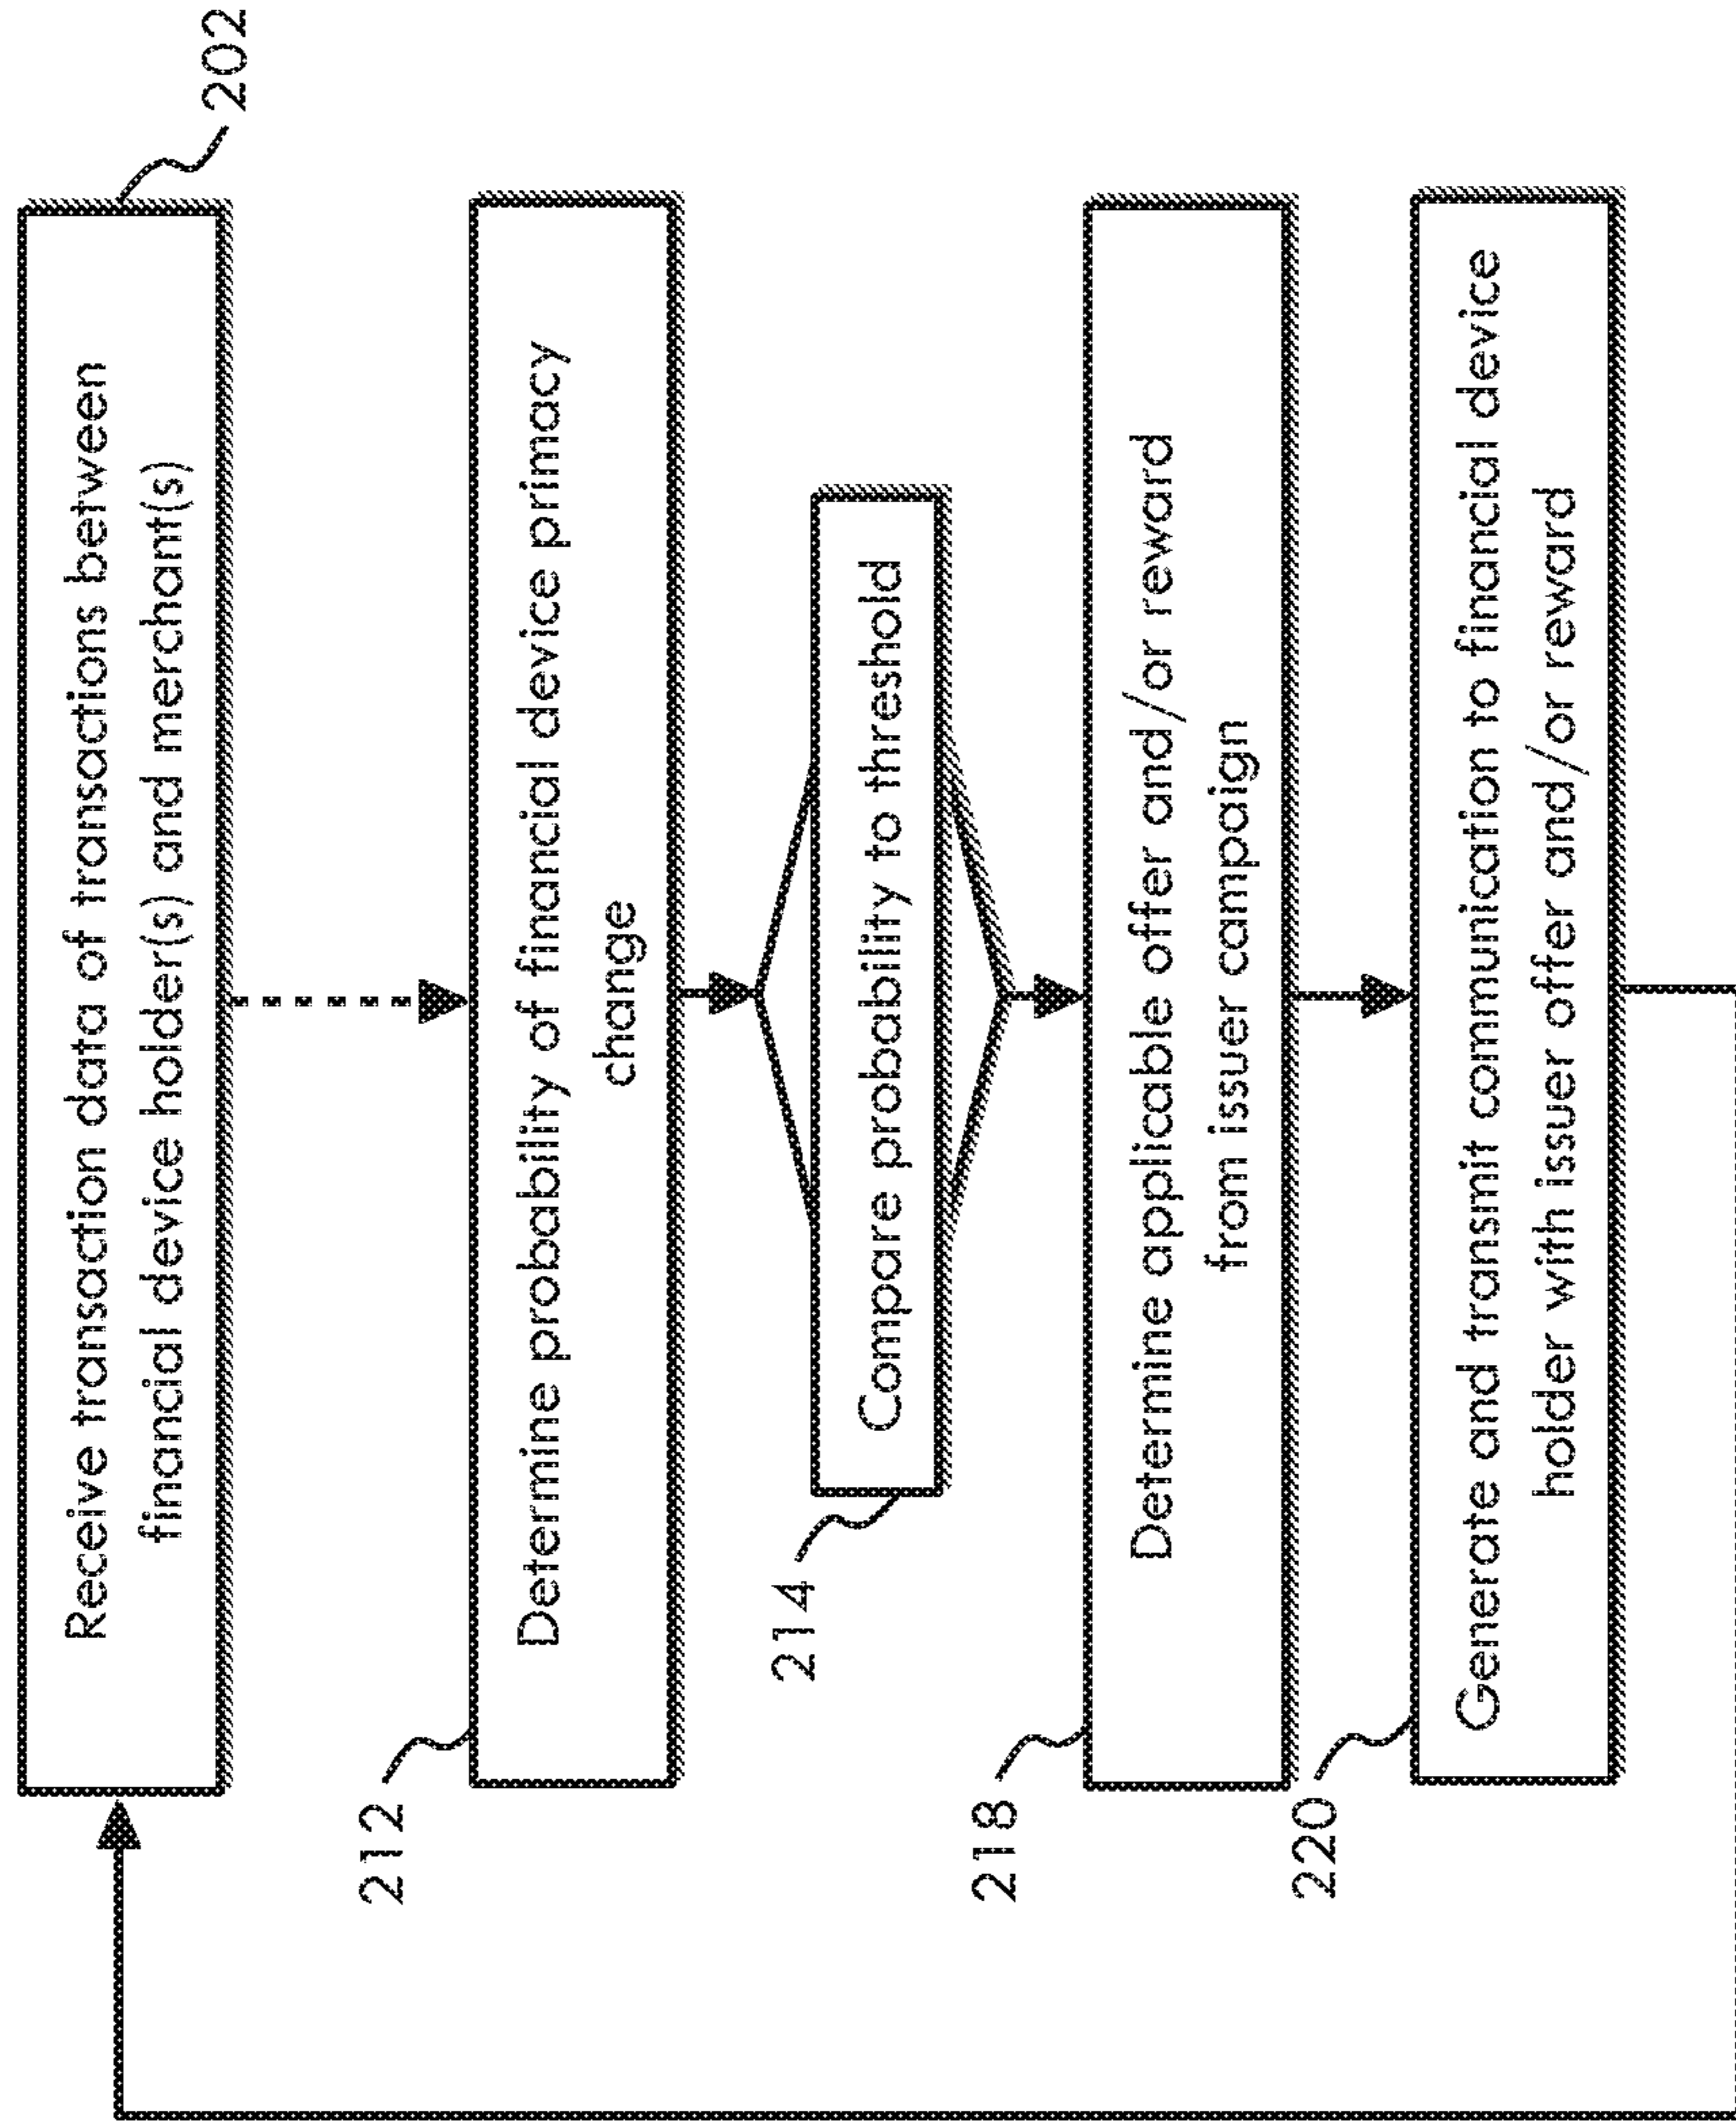 Receive transaction data of transactions between
financial device holder(s) and merchant(s)
202
212
Determine probability of financial device primacy
change
214
Compare probability to threshold
218
Determine applicable offer and/or reward
from issuer campaign
220
Generate and transmit communication to financial device
holder with issuer offer and/or reward